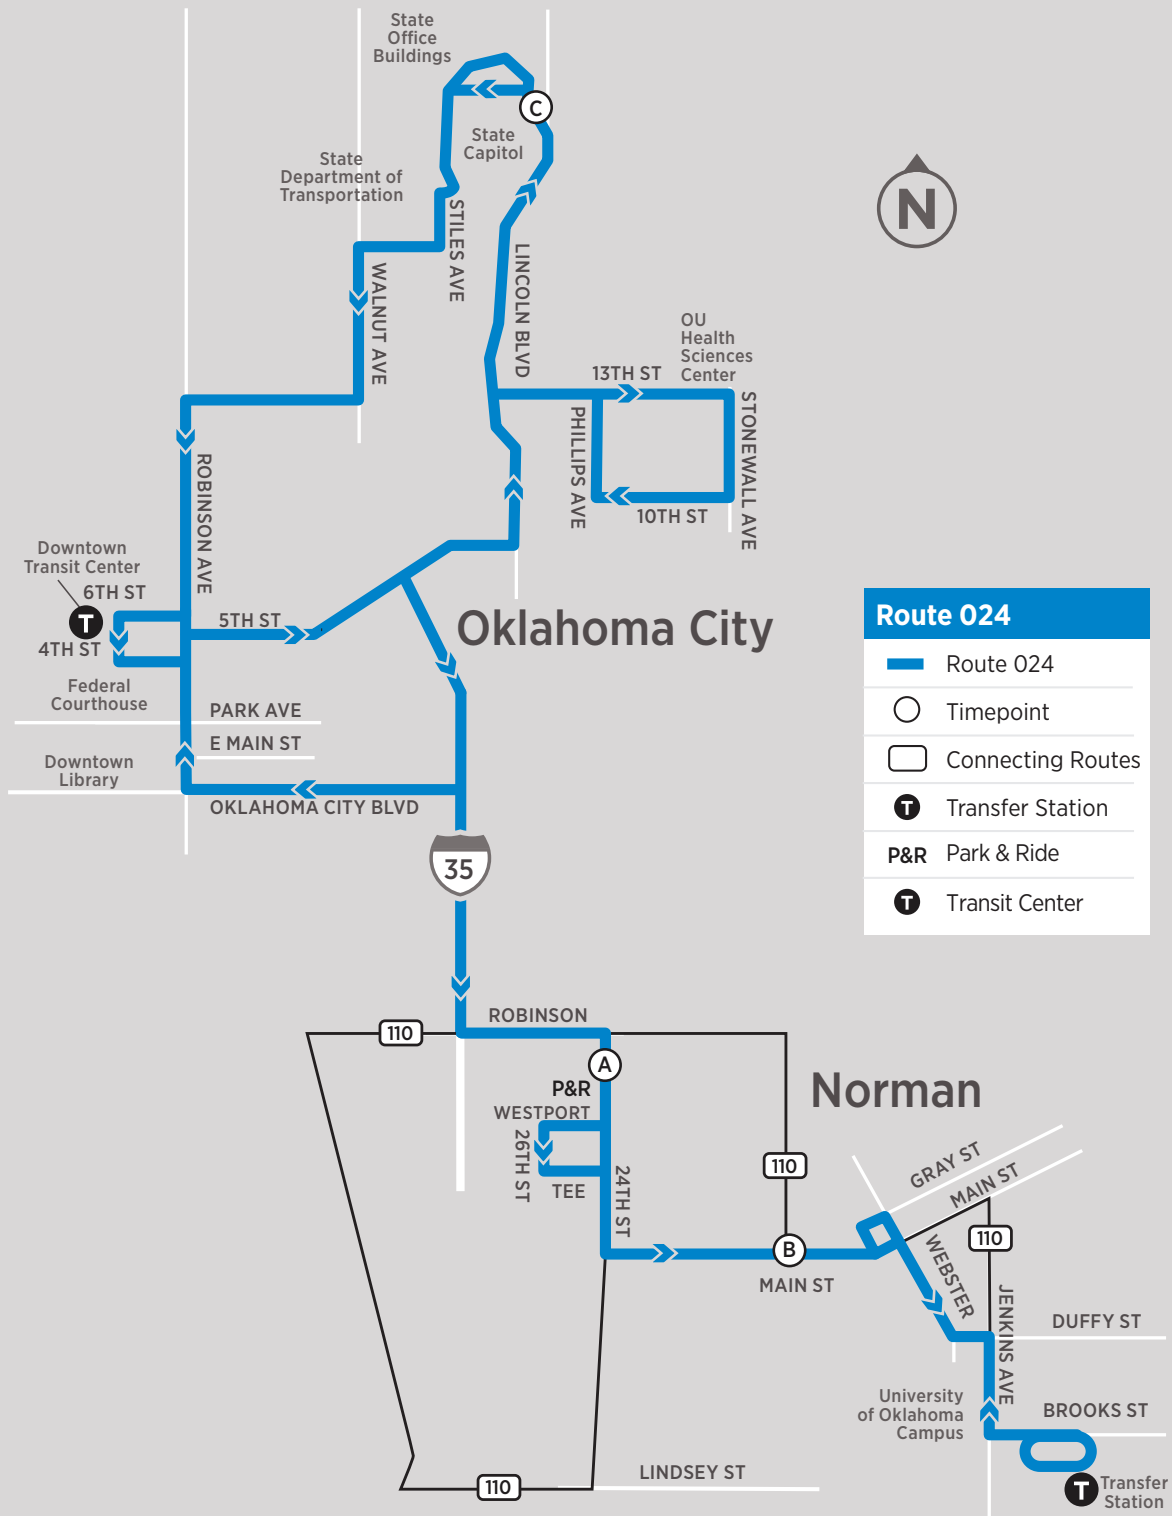 State
Office
Buildings
C
State
Capitol
State
Department of
Transportation
N
STILES AVE
LINCOLN BLVD
WALNUT AVE
OU
Health
Sciences
Center
13TH ST
PHILLIPS AVE
STONEWALL AVE
10TH ST
ROBINSON AVE
Downtown
Transit Center
6TH ST
T
4TH ST
5TH ST
Oklahoma City
Federal
Courthouse
PARK AVE
E MAIN ST
Downtown
Library
OKLAHOMA CITY BLVD
35
Route 024
Route 024
Timepoint
Connecting Routes
T Transfer Station
P&R Park & Ride
T Transit Center
ROBINSON
110
A
P&R
WESTPORT
26TH ST
TEE
24TH ST
Norman
110
B
MAIN ST
GRAY ST
MAIN ST
110
WEBSTER
JENKINS AVE
DUFFY ST
University
of Oklahoma
Campus
BROOKS ST
LINDSEY ST
110
T
Transfer
Station